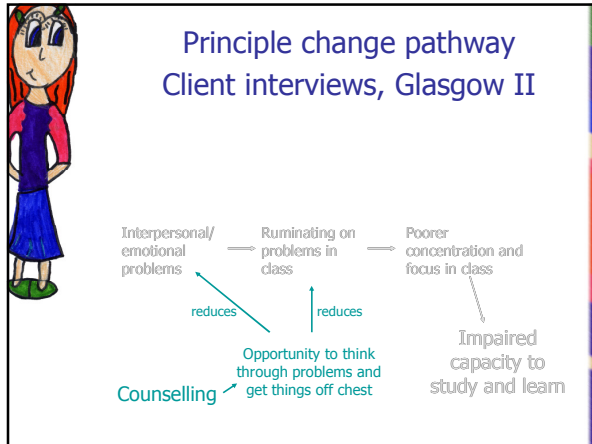 Principle change pathway
Client interviews, Glasgow II
Interpersonal/
emotional
problems
Ruminating on
problems in
class
Poorer
concentration and
focus in class
reduces
reduces
Impaired
capacity to
study and learn
Opportunity to think
through problems and
get things off chest
Counselling